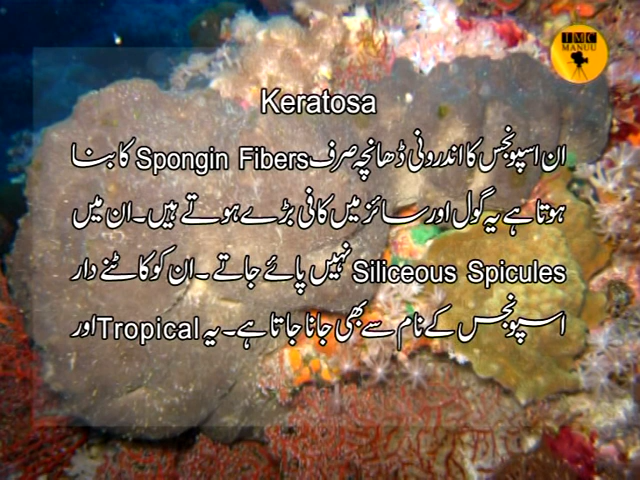 IMC
MANUU
Keratosa
ان اسپونجس کا اندرونی ڈھانچہ صرف Spongin Fibers کا بنا
ہوتا ہے یہ گول اور سائز میں کافی بڑے ہوتے ہیں۔ ان میں
Siliceous Spicules نہیں پائے جاتے ۔ ان کو کاٹنے دار
اسپونجس کے نام سے بھی جانا جاتا ہے۔ یہ Tropical اور